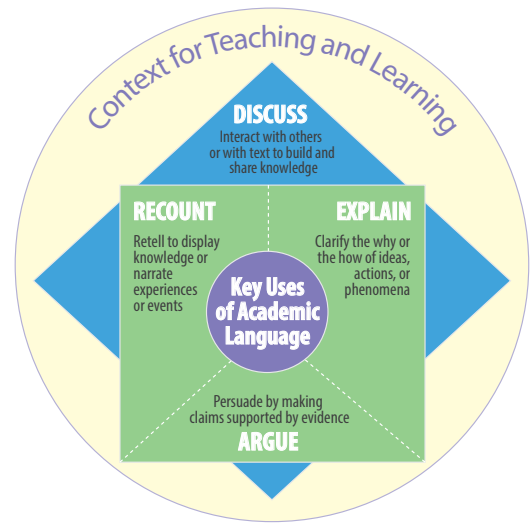 Context for Teaching and Learning
DISCUSS
Interact with others
or with text to build and
share knowledge
RECOUNT
Retell to display
knowledge or
narrate
experiences
or events
EXPLAIN
Clarify the why or
the how of ideas,
actions, or
phenomena
Key Uses
of Academic
Language
Persuade by making
claims supported by evidence
ARGUE